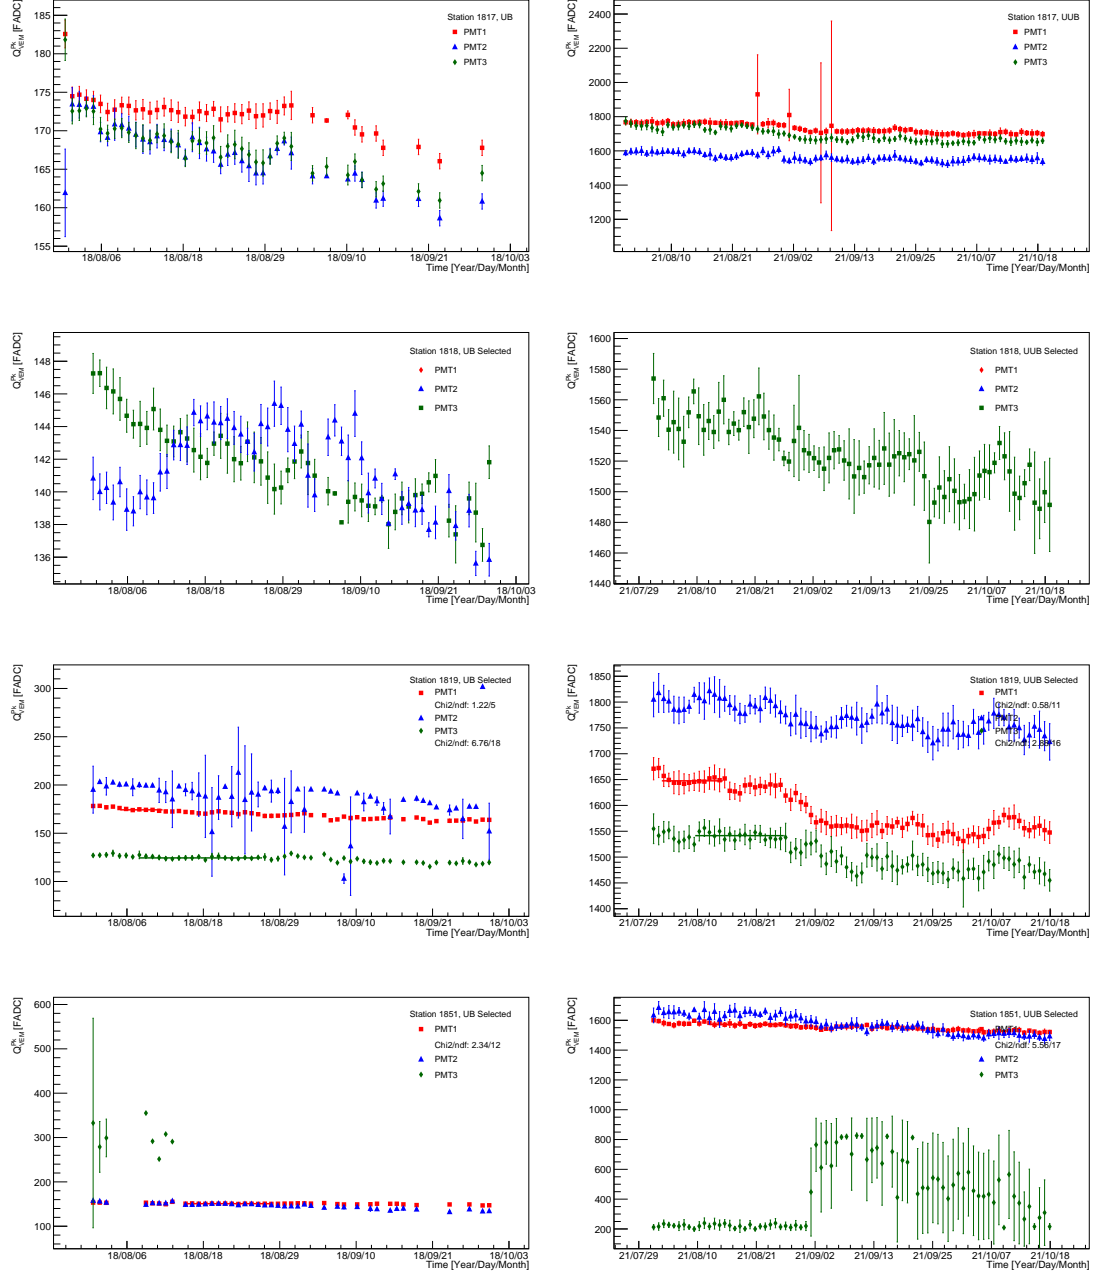 Station 1817, UB
PMT1
PMT2
PMT3
Q^Pk_VEM [FADC]
185
180
175
170
165
160
155
18/08/06 18/08/18 18/08/29 18/09/10 18/09/21 18/10/03
Time [Year/Day/Month]
Station 1817, UUB
PMT1
PMT2
PMT3
Q^Pk_VEM [FADC]
2400
2200
2000
1800
1600
1400
1200
21/08/10 21/08/21 21/09/02 21/09/13 21/09/25 21/10/07 21/10/18
Time [Year/Day/Month]
Station 1818, UB Selected
PMT1
PMT2
PMT3
Q^Pk_VEM [FADC]
148
146
144
142
140
138
136
18/08/06 18/08/18 18/08/29 18/09/10 18/09/21 18/10/03
Time [Year/Day/Month]
Station 1818, UUB Selected
PMT1
PMT2
PMT3
Q^Pk_VEM [FADC]
1600
1580
1560
1540
1520
1500
1480
1460
1440
21/07/29 21/08/10 21/08/21 21/09/02 21/09/13 21/09/25 21/10/07 21/10/18
Time [Year/Day/Month]
Station 1819, UB Selected
PMT1
Chi2/ndf: 1.22/5
PMT2
PMT3
Chi2/ndf: 6.76/18
Q^Pk_VEM [FADC]
300
250
200
150
100
18/08/06 18/08/18 18/08/29 18/09/10 18/09/21 18/10/03
Time [Year/Day/Month]
Station 1819, UUB Selected
PMT1
Chi2/ndf: 0.58/11
PMT2
PMT3
Q^Pk_VEM [FADC]
1850
1800
1750
1700
1650
1600
1550
1500
1450
1400
21/07/29 21/08/10 21/08/21 21/09/02 21/09/13 21/09/25 21/10/07 21/10/18
Time [Year/Day/Month]
Station 1851, UB Selected
PMT1
Chi2/ndf: 2.34/12
PMT2
PMT3
Q^Pk_VEM [FADC]
600
500
400
300
200
100
18/08/06 18/08/18 18/08/29 18/09/10 18/09/21 18/10/03
Time [Year/Day/Month]
Station 1851, UUB Selected
PMT1
Chi2/ndf: 5.56/17
PMT2
PMT3
Q^Pk_VEM [FADC]
1600
1400
1200
1000
800
600
400
200
21/07/29 21/08/10 21/08/21 21/09/02 21/09/13 21/09/25 21/10/07 21/10/18
Time [Year/Day/Month]